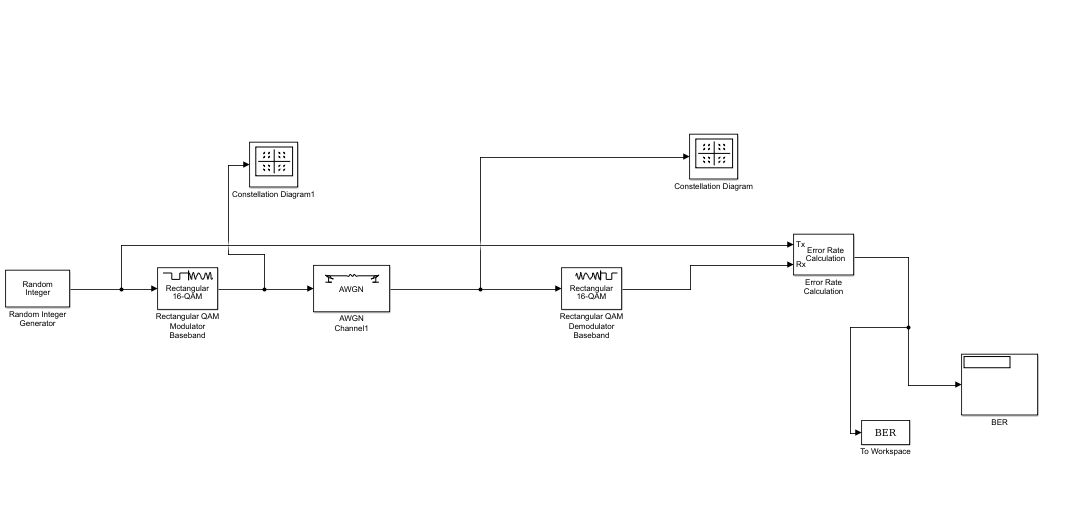 Constellation Diagram1
Constellation Diagram
Tx
Rx
Error Rate
Calculation
Error Rate
Calculation
Random
Integer
Random Integer
Generator
Rectangular
16-QAM
Rectangular QAM
Modulator
Baseband
AWGN
AWGN
Channel1
Rectangular
16-QAM
Rectangular QAM
Demodulator
Baseband
BER
BER
To Workspace